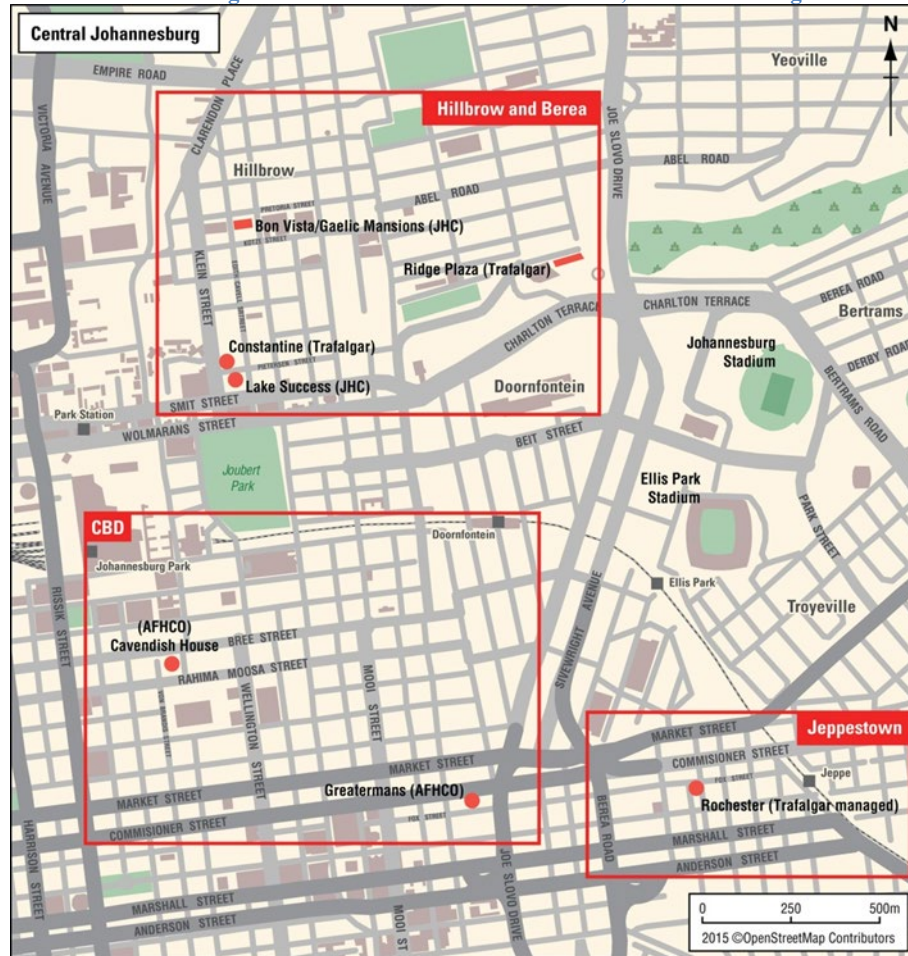 Central Johannesburg
N
EMPIRE ROAD
CLARENDON PLACE
VICTORIA AVENUE
Yeoville
Hillbrow and Berea
JOE SLOVO DRIVE
Hillbrow
ABEL ROAD
ABEL ROAD
PRETORIA STREET
Bon Vista/Gaelic Mansions (JHC)
KOTZE STREET
KLEIN STREET
Ridge Plaza (Trafalgar)
CHARLTON TERRACE
CHARLTON TERRACE
BEREA ROAD
Bertrams
DERBY ROAD
BERTRAMS ROAD
Johannesburg
Stadium
Constantine (Trafalgar)
PIETERSEN STREET
Lake Success (JHC)
Doornfontein
SMIT STREET
Park Station
WOLMARANS STREET
BEIT STREET
Joubert
Park
Ellis Park
Stadium
PARK STREET
CBD
Doornfontein
Johannesburg Park
Ellis Park
Troyeville
RISSIK STREET
SIVEWRIGHT AVENUE
(AFHCO)
Cavendish House
BREE STREET
RAHIMA MOOSA STREET
WELLINGTON STREET
MOOI STREET
Jeppestown
MARKET STREET
COMMISIONER STREET
FOX STREET
Jeppe
MARKET STREET
Greatermans (AFHCO)
Rochester (Trafalgar managed)
MARKET STREET
COMMISIONER STREET
FOX STREET
BEREA ROAD
MARSHALL STREET
ANDERSON STREET
HARRISON STREET
JOE SLOVO DRIVE
MARSHALL STREET
ANDERSON STREET
MOOI ST
0 250 500m
2015 ©OpenStreetMap Contributors